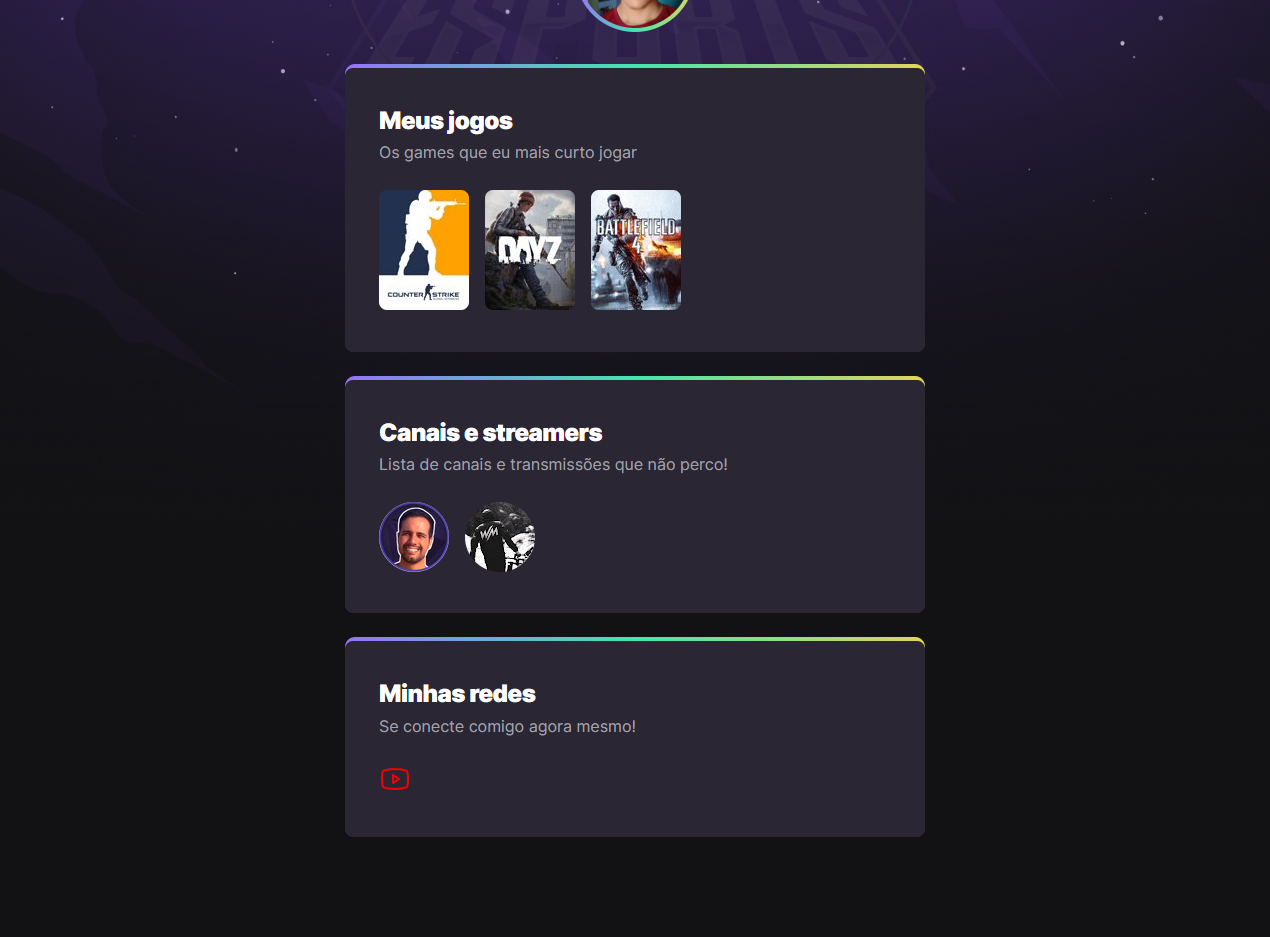 ESPORTS
Meus jogos
Os games que eu mais curto jogar
COUNTER STRIKE
DAYZ
BATTLEFIELD
4
Canais e streamers
Lista de canais e transmissões que não perco!
WM
Minhas redes
Se conecte comigo agora mesmo!